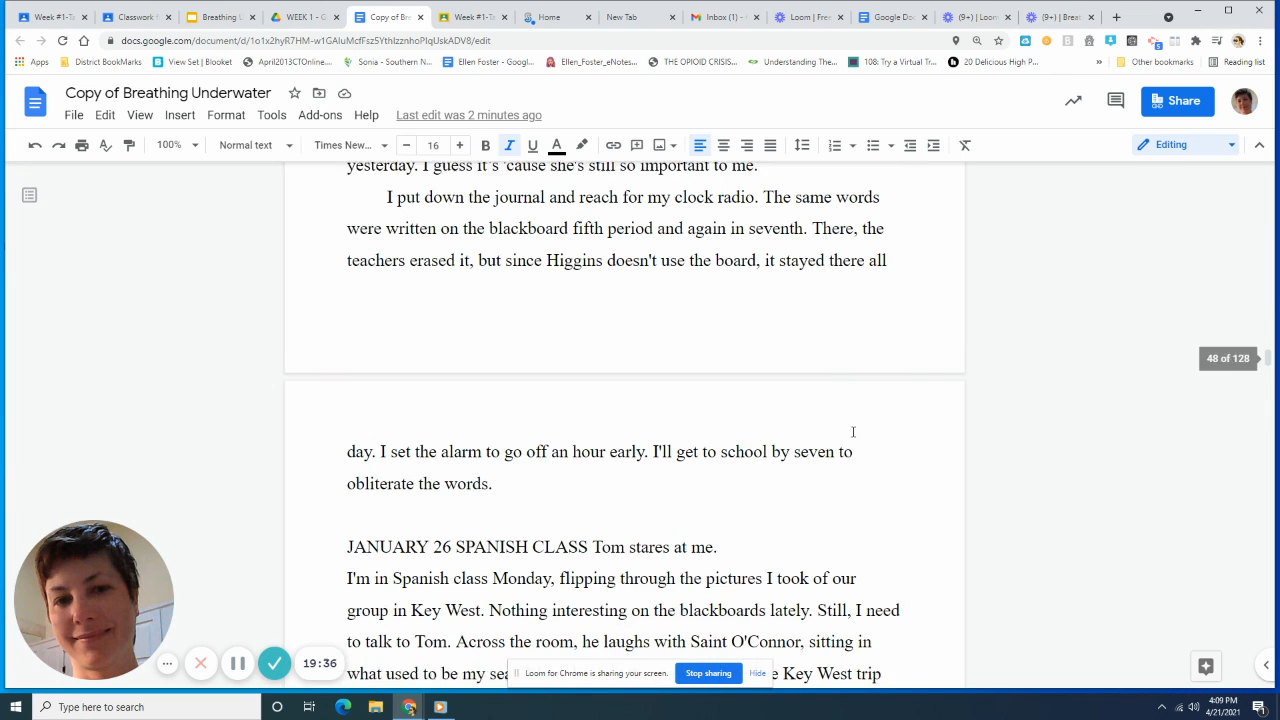 Week #1-To
Classwork f
Breathing U
WEEK 1 - G
Copy of Bre
Week #1-To
Home
New Tab
Inbox (1) -
Loom | Free
Google Doc
(9+) | Loom
(9+) | Breat
docs.google.com/document/d/1o1x2hyR7HM-w1GAIuMcfFsz5YthIzznhoPIqUskADV8/edit
Apps
District BookMarks
View Set | Blooket
April2013CTOnline...
Sonia - Southern N...
Ellen Foster - Googl...
Ellen_Foster_eNotes...
THE OPIOID CRISIS...
Understanding The...
108: Try a Virtual Tr...
20 Delicious High P...
»
Other bookmarks
Reading list
Copy of Breathing Underwater
File Edit View Insert Format Tools Add-ons Help
Last edit was 2 minutes ago
Share
100%
Normal text
Times New...
16
B I U A
Editing
yesterday. I guess it's 'cause she's still so important to me.
I put down the journal and reach for my clock radio. The same words
were written on the blackboard fifth period and again in seventh. There, the
teachers erased it, but since Higgins doesn't use the board, it stayed there all
48 of 128
day. I set the alarm to go off an hour early. I'll get to school by seven to
obliterate the words.
JANUARY 26 SPANISH CLASS Tom stares at me.
I'm in Spanish class Monday, flipping through the pictures I took of our
group in Key West. Nothing interesting on the blackboards lately. Still, I need
to talk to Tom. Across the room, he laughs with Saint O'Connor, sitting in
what used to be my sea
e Key West trip
Loom for Chrome is sharing your screen.
Stop sharing
Hide
19:36
Type here to search
4:09 PM
4/21/2021